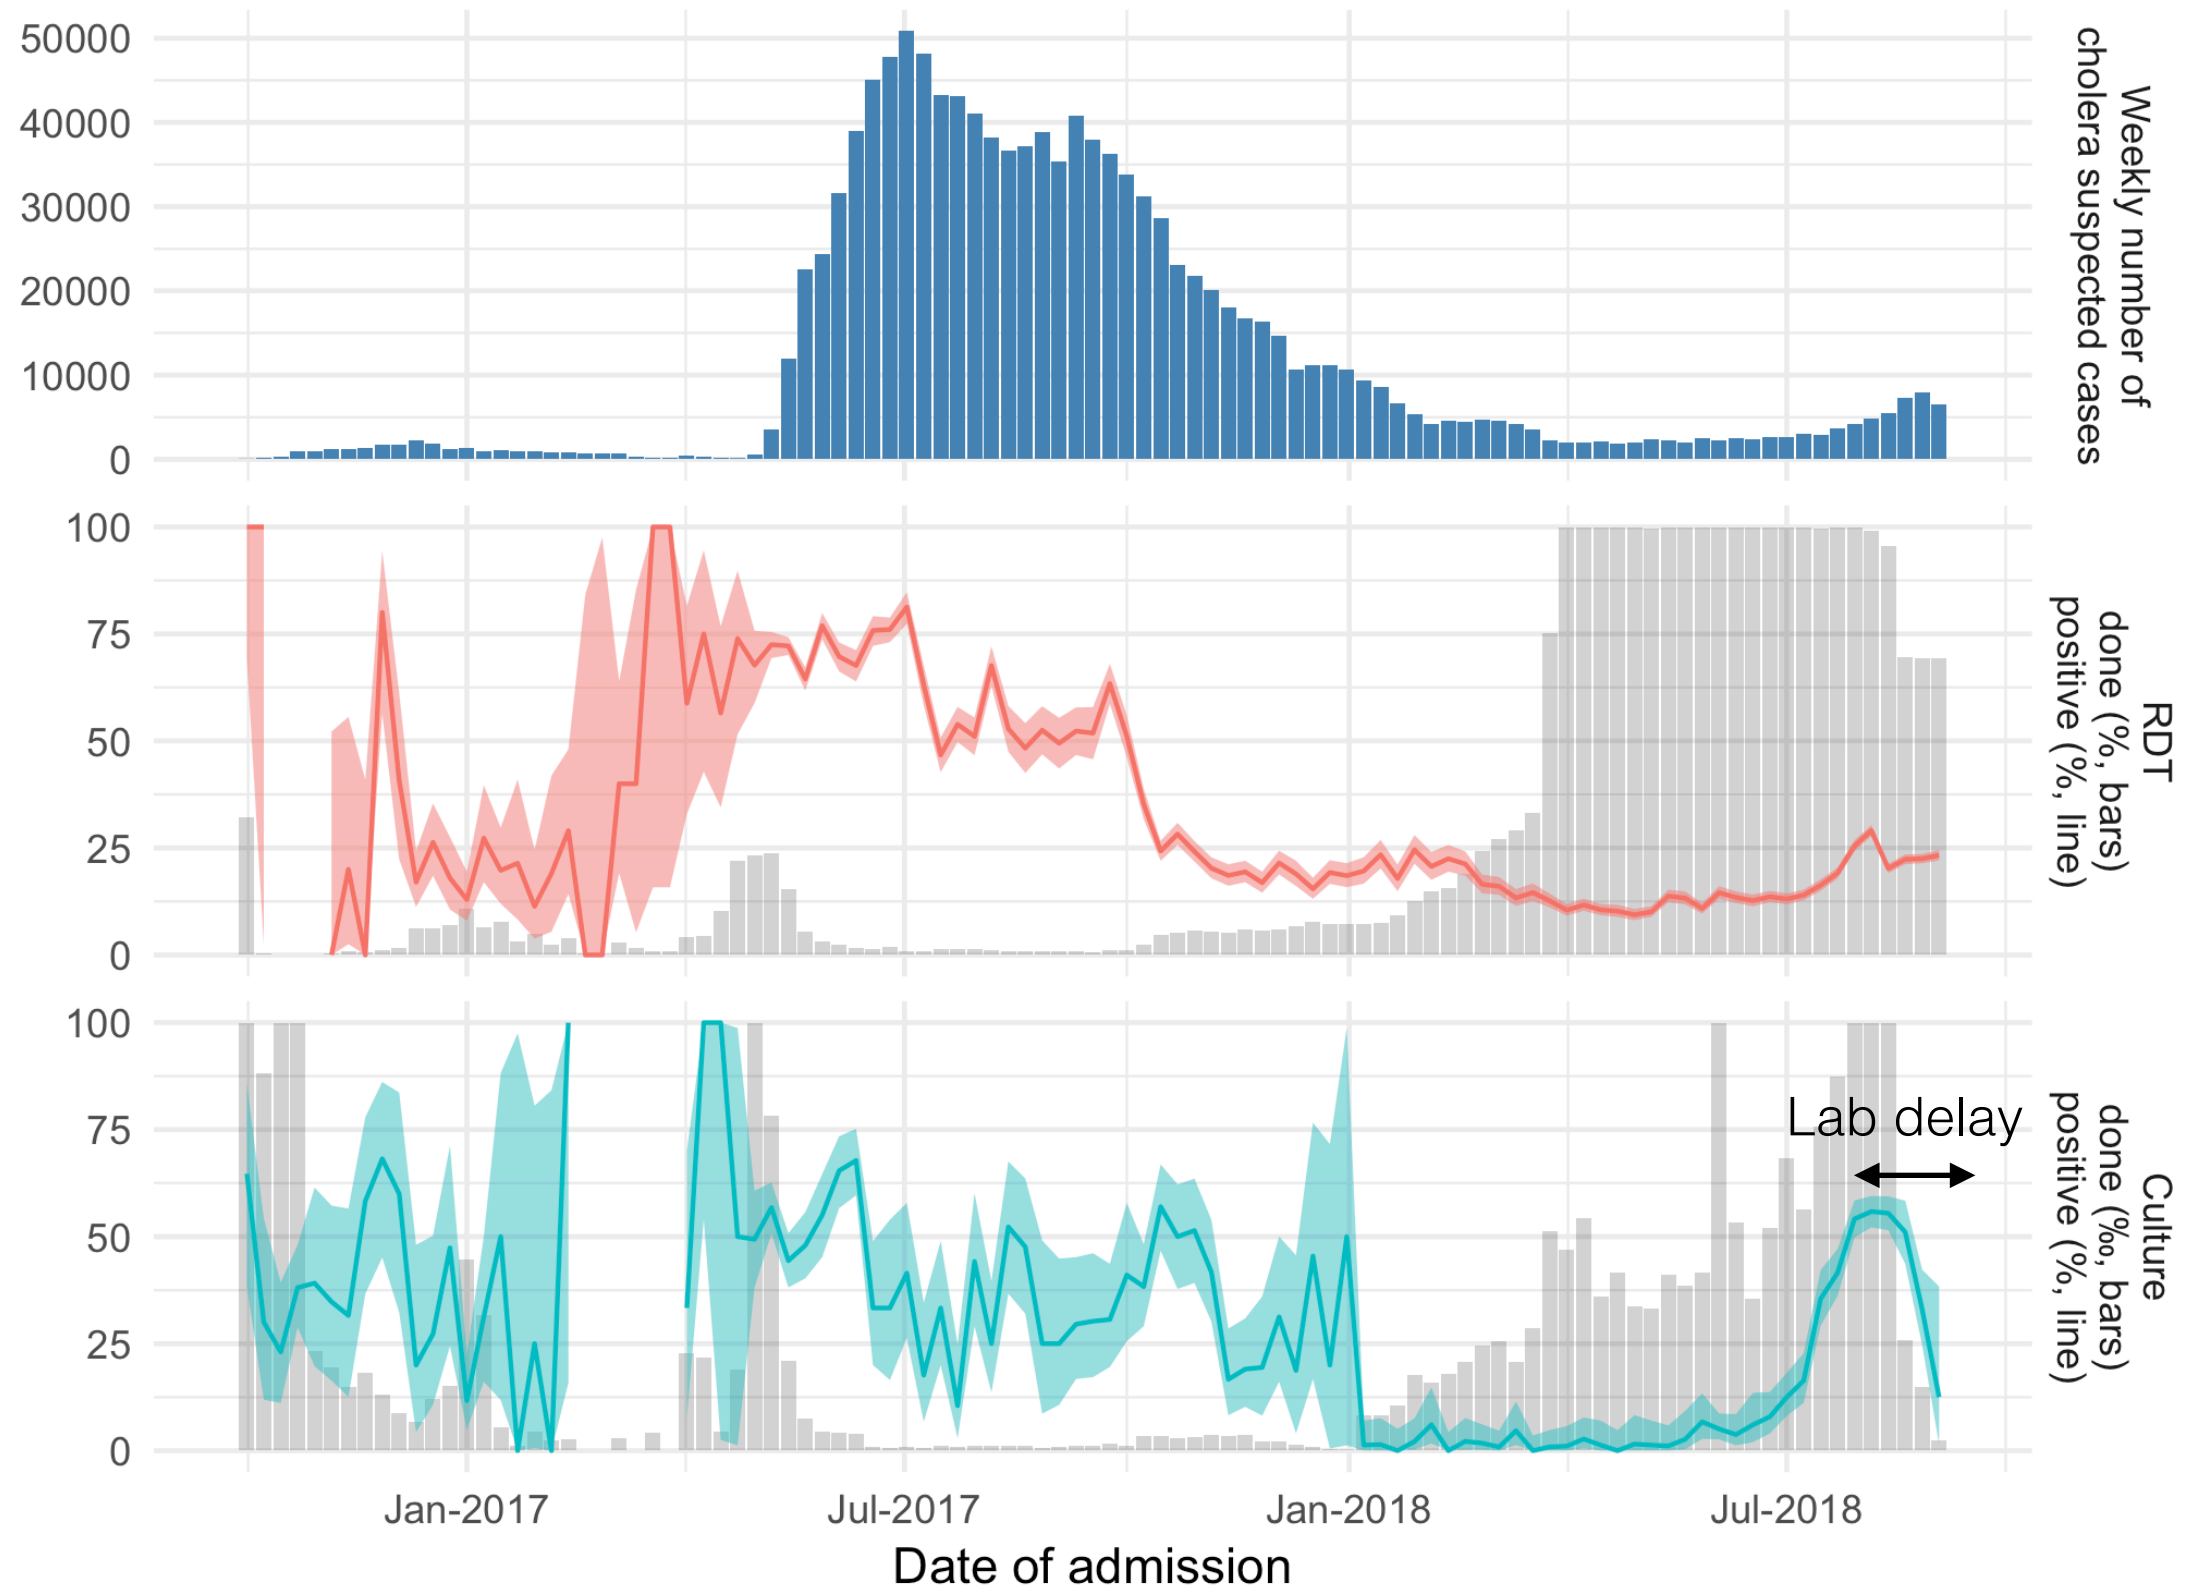 50000
40000
30000
20000
10000
0
Weekly number of
cholera suspected cases
100
75
50
25
0
RDT
done (%, bars)
positive (%, line)
100
75
50
25
0
Lab delay
Culture
done (‰, bars)
positive (%, line)
Jan-2017
Jul-2017
Jan-2018
Jul-2018
Date of admission